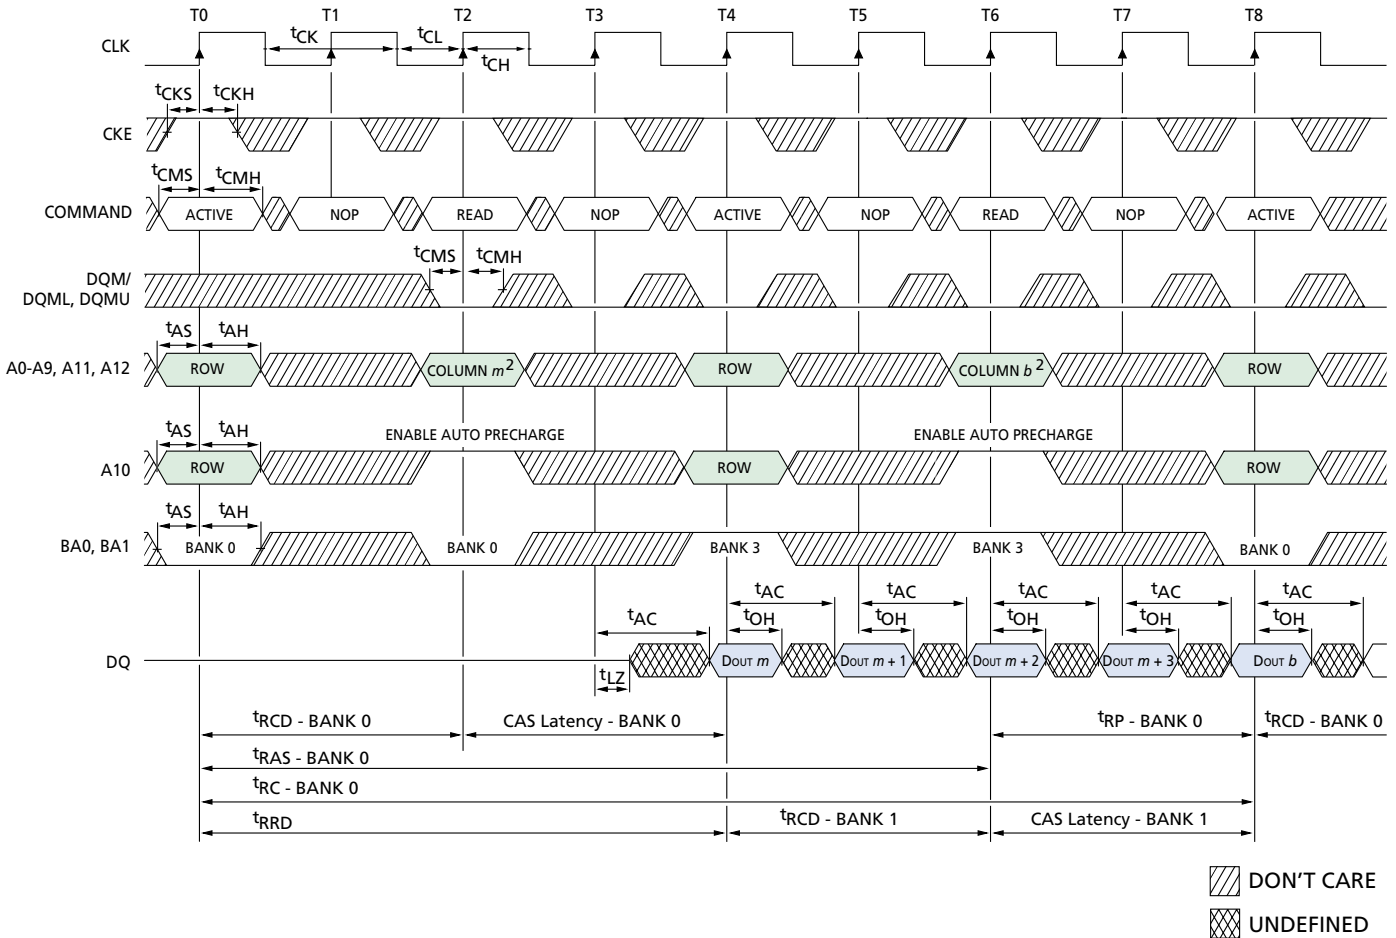 T0 T1 T2 T3 T4 T5 T6 T7 T8
CLK
tCK tCL
tCH
tCKS tCKH
CKE
tCMS tCMH
COMMAND ACTIVE NOP READ NOP ACTIVE NOP READ NOP ACTIVE
tCMS tCMH
DQM/
DQML, DQMU
tAS tAH
A0-A9, A11, A12 ROW COLUMN m2 ROW COLUMN b 2 ROW
ENABLE AUTO PRECHARGE ENABLE AUTO PRECHARGE
tAS tAH
A10 ROW ROW ROW
tAS tAH
BA0, BA1 BANK 0 BANK 0 BANK 3 BANK 3 BANK 0
tAC tAC tAC tAC tAC
tAC tOH tOH tOH tOH tOH
DQ DOUT m DOUT m + 1 DOUT m + 2 DOUT m + 3 DOUT b
tLZ
tRCD - BANK 0 CAS Latency - BANK 0 tRP - BANK 0 tRCD - BANK 0
tRAS - BANK 0
tRC - BANK 0
tRRD tRCD - BANK 1 CAS Latency - BANK 1
DON'T CARE
UNDEFINED